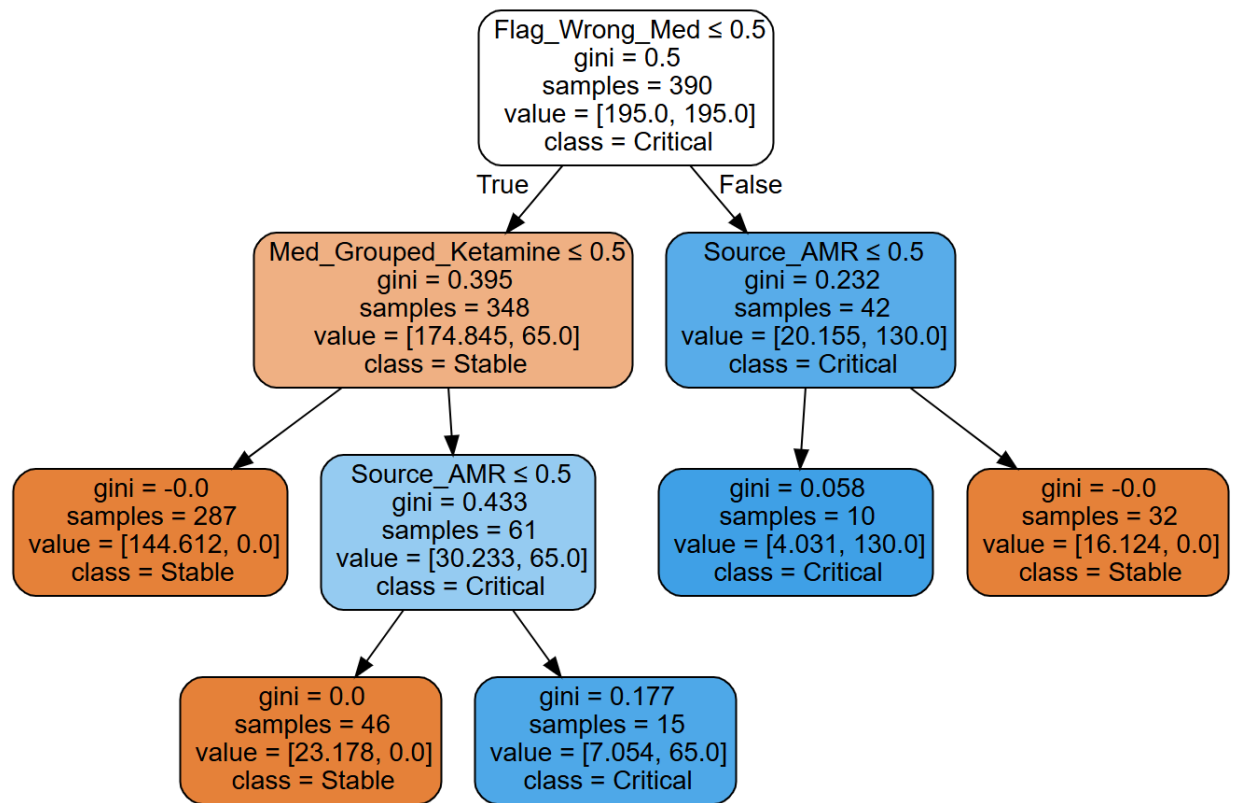 Flag_Wrong_Med ≤ 0.5
gini = 0.5
samples = 390
value = [195.0, 195.0]
class = Critical
True
False
Med_Grouped_Ketamine ≤ 0.5
gini = 0.395
samples = 348
value = [174.845, 65.0]
class = Stable
Source_AMR ≤ 0.5
gini = 0.232
samples = 42
value = [20.155, 130.0]
class = Critical
gini = -0.0
samples = 287
value = [144.612, 0.0]
class = Stable
Source_AMR ≤ 0.5
gini = 0.433
samples = 61
value = [30.233, 65.0]
class = Critical
gini = 0.058
samples = 10
value = [4.031, 130.0]
class = Critical
gini = -0.0
samples = 32
value = [16.124, 0.0]
class = Stable
gini = 0.0
samples = 46
value = [23.178, 0.0]
class = Stable
gini = 0.177
samples = 15
value = [7.054, 65.0]
class = Critical